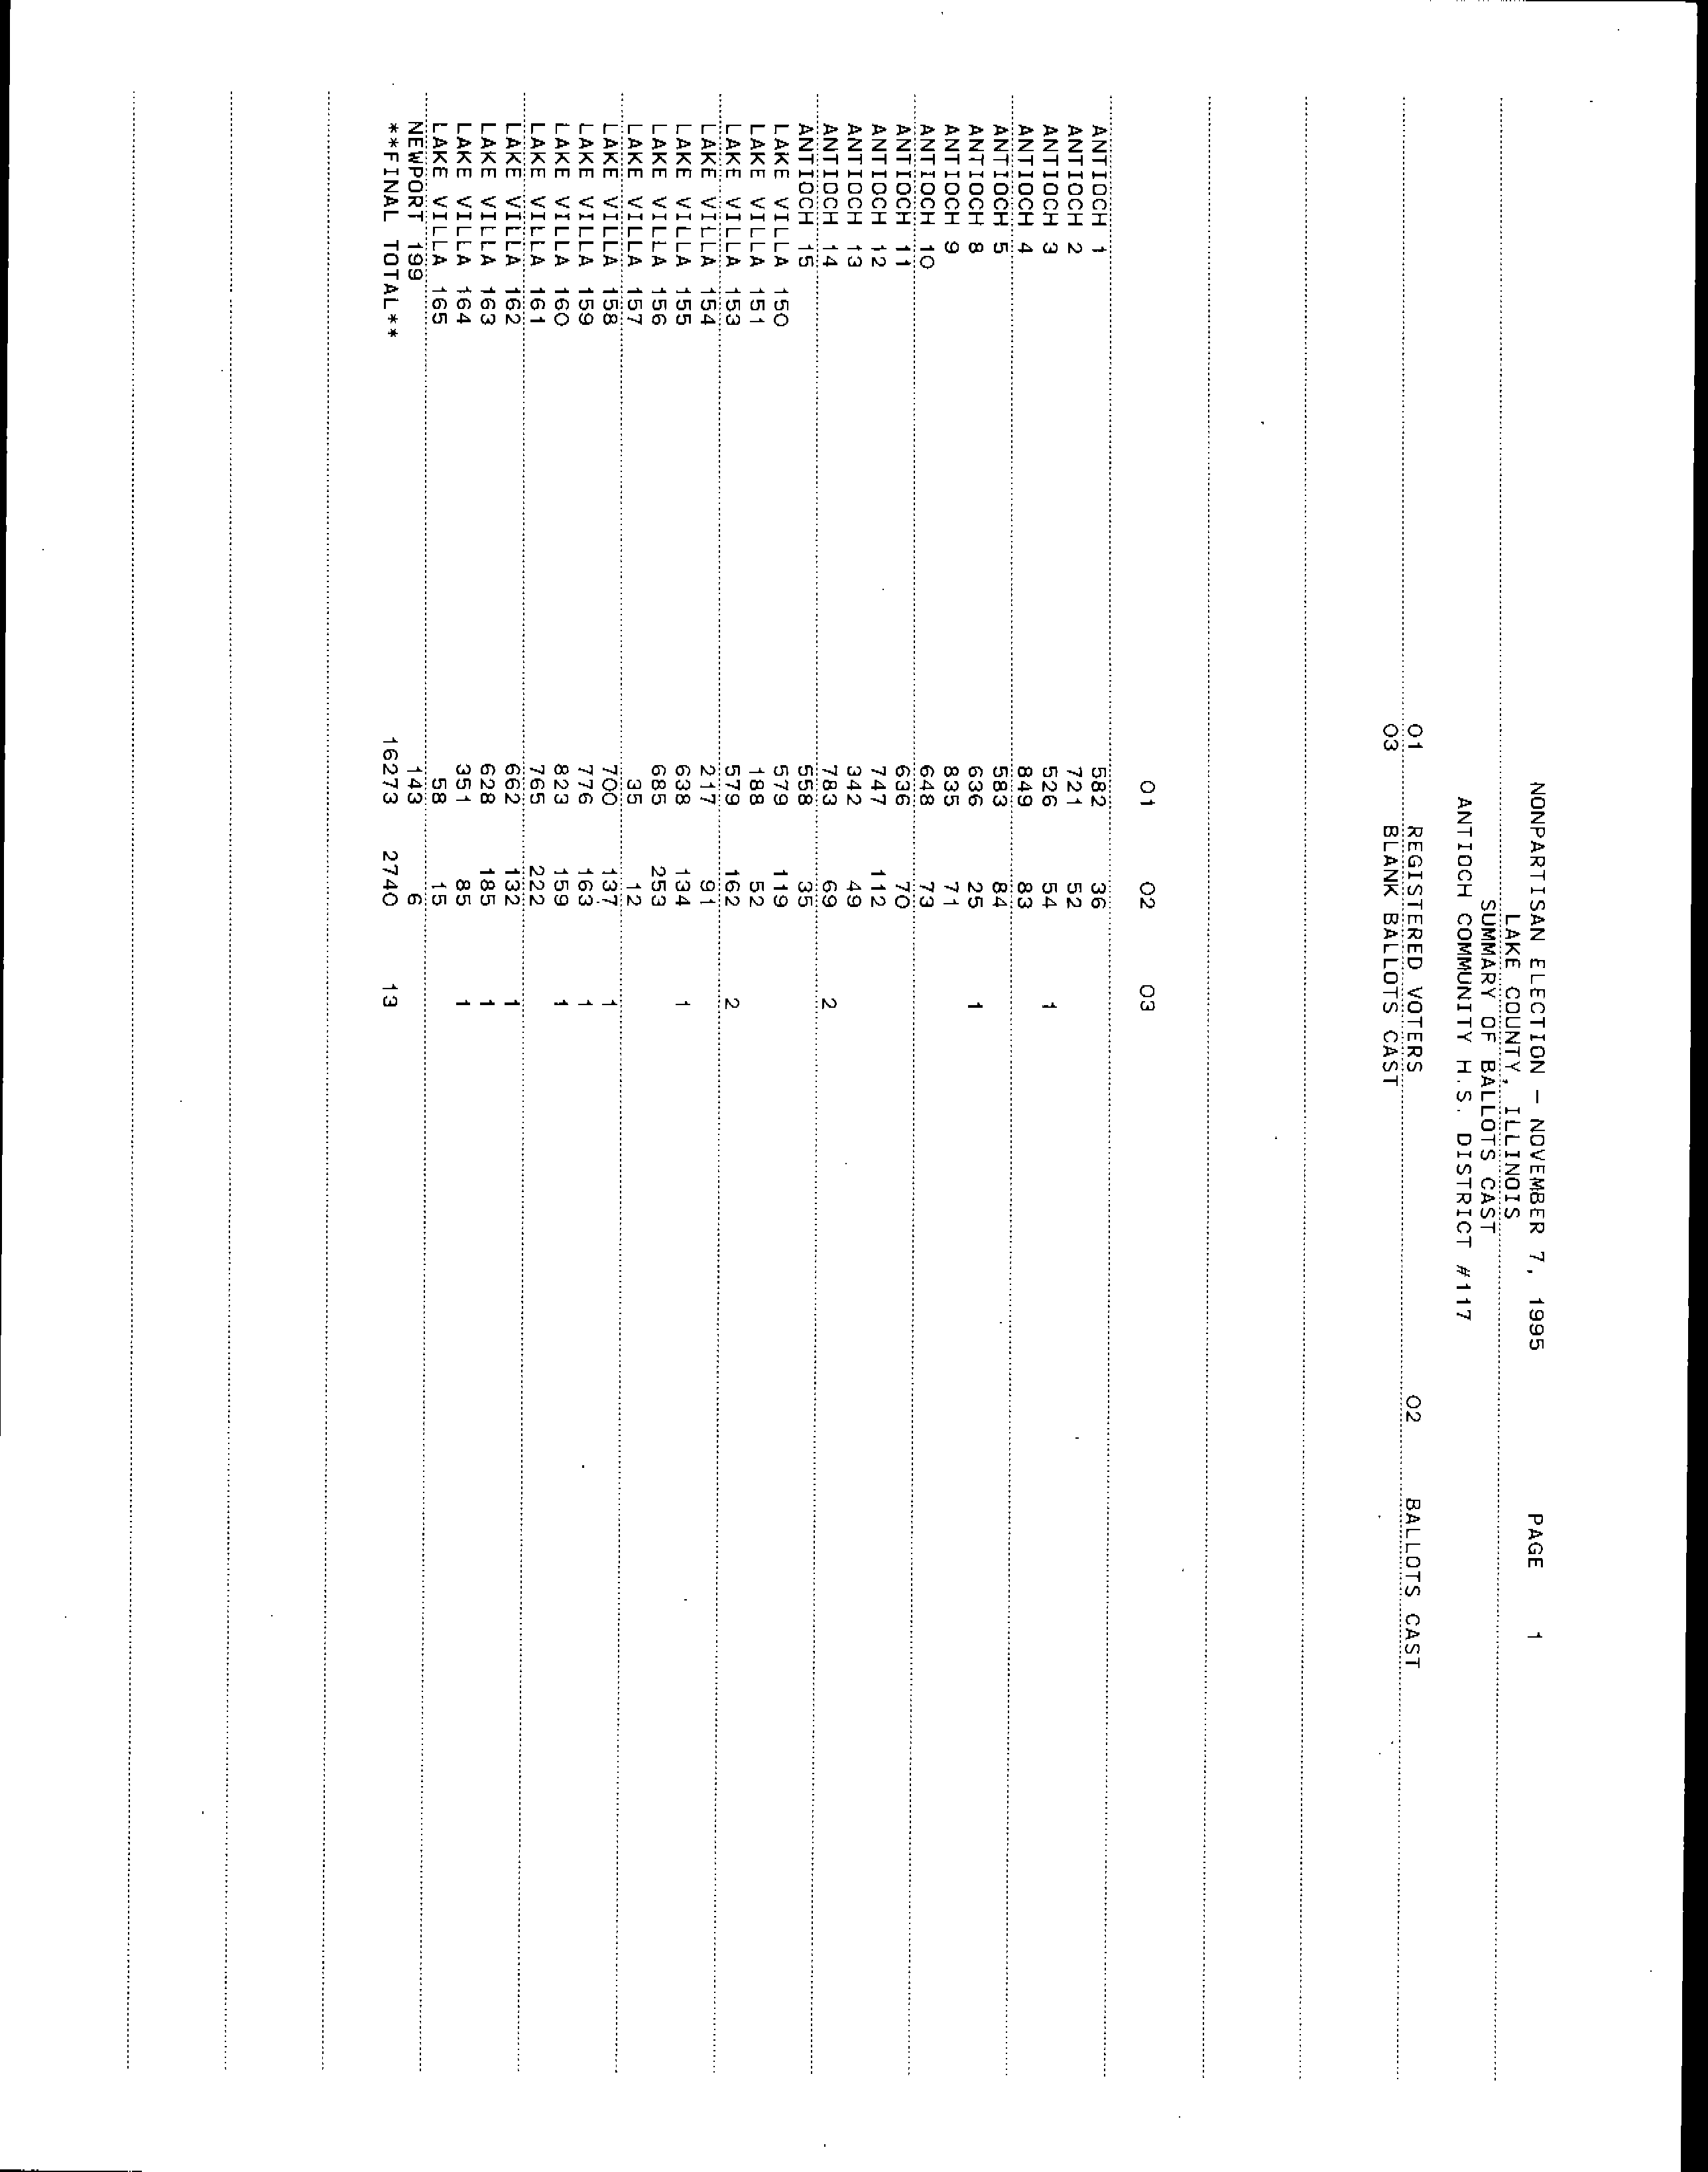 NONPARTISAN ELECTION - NOVEMBER 7, 1995 PAGE 1
LAKE COUNTY, ILLINOIS
SUMMARY OF BALLOTS CAST
ANTIOCH COMMUNITY H.S. DISTRICT #117
01 REGISTERED VOTERS 02 BALLOTS CAST
03 BLANK BALLOTS CAST
01 02 03
ANTIOCH 1 582 36
ANTIOCH 2 721 52
ANTIOCH 3 526 54 1
ANTIOCH 4 849 83
ANTIOCH 5 583 84
ANTIOCH 8 636 25 1
ANTIOCH 9 835 71
ANTIOCH 10 648 73
ANTIOCH 11 636 70
ANTIOCH 12 747 112
ANTIOCH 13 342 49
ANTIOCH 14 783 69 2
ANTIOCH 15 558 35
LAKE VILLA 150 579 119
LAKE VILLA 151 188 52
LAKE VILLA 153 579 162 2
LAKE VILLA 154 217 91
LAKE VILLA 155 638 134 1
LAKE VILLA 156 685 253
LAKE VILLA 157 35 12
LAKE VILLA 158 700 137 1
LAKE VILLA 159 776 163 1
LAKE VILLA 160 823 159 1
LAKE VILLA 161 765 222
LAKE VILLA 162 662 132 1
LAKE VILLA 163 628 185 1
LAKE VILLA 164 351 85 1
LAKE VILLA 165 58 15
NEWPORT 199 143 6
**FINAL TOTAL** 16273 2740 13